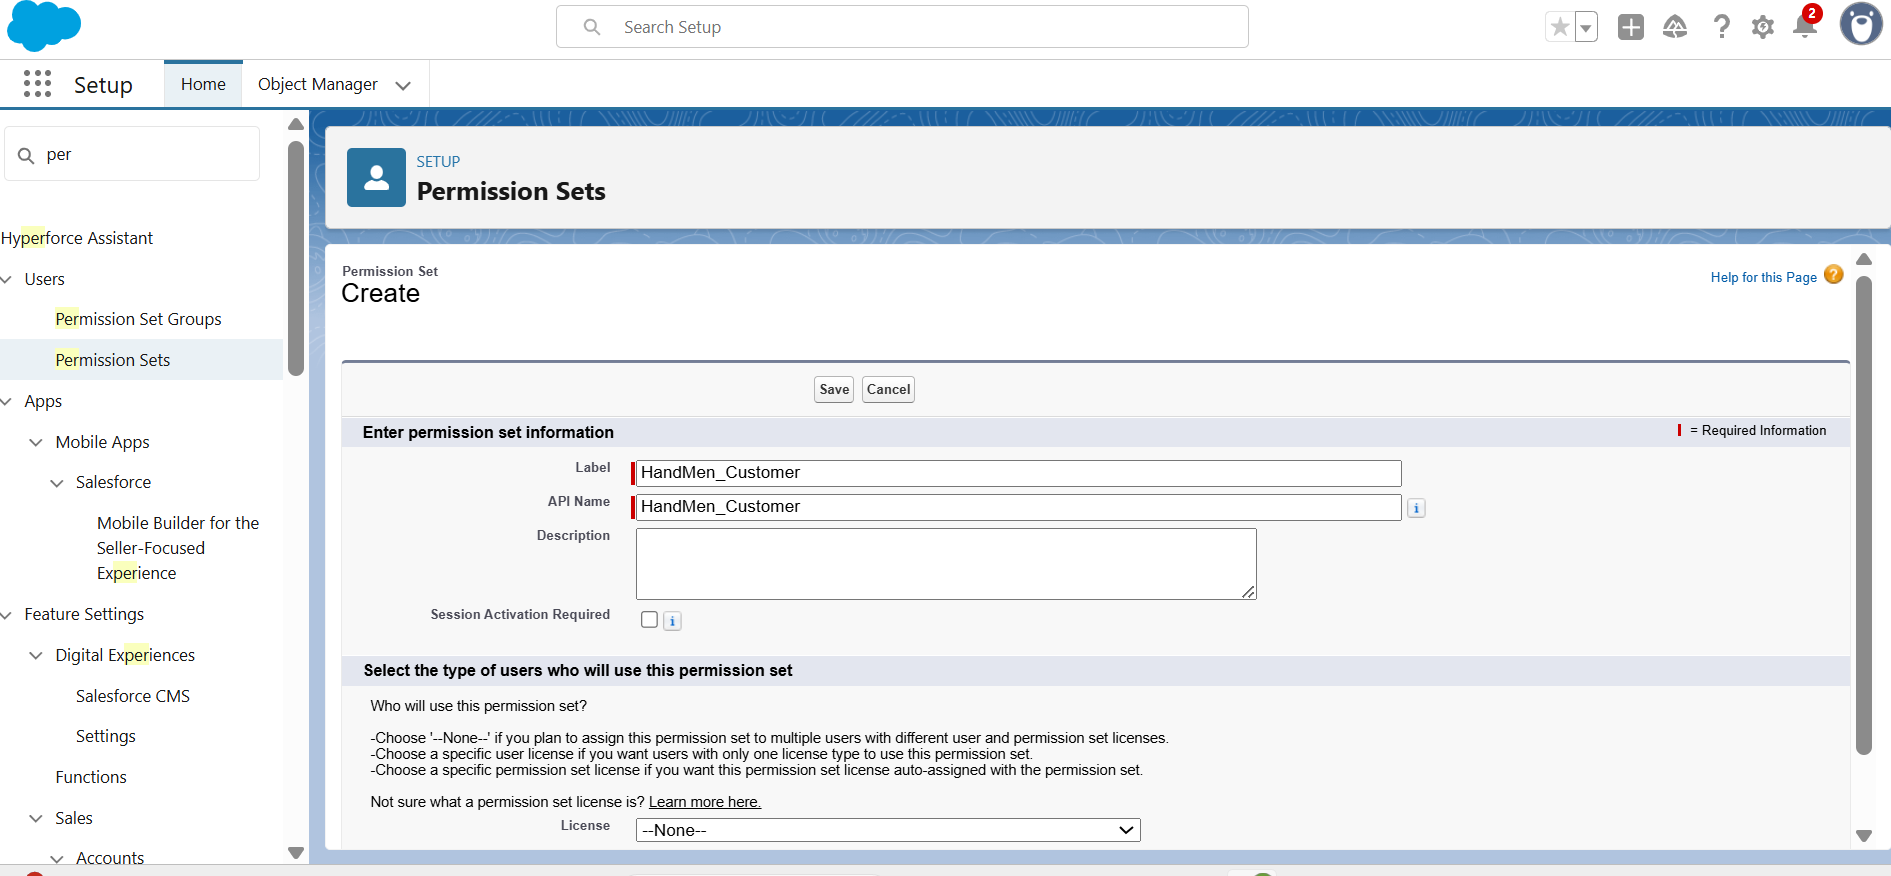 Search Setup
2
Setup
Home
Object Manager
per
Hyperforce Assistant
Users
Permission Set Groups
Permission Sets
Apps
Mobile Apps
Salesforce
Mobile Builder for the
Seller-Focused
Experience
Feature Settings
Digital Experiences
Salesforce CMS
Settings
Functions
Sales
Accounts
SETUP
Permission Sets
Permission Set
Create
Help for this Page ?
Save Cancel
Enter permission set information
= Required Information
Label HandMen_Customer
API Name HandMen_Customer i
Description
Session Activation Required i
Select the type of users who will use this permission set
Who will use this permission set?
-Choose '--None--' if you plan to assign this permission set to multiple users with different user and permission set licenses.
-Choose a specific user license if you want users with only one license type to use this permission set.
-Choose a specific permission set license if you want this permission set license auto-assigned with the permission set.
Not sure what a permission set license is? Learn more here.
License --None--